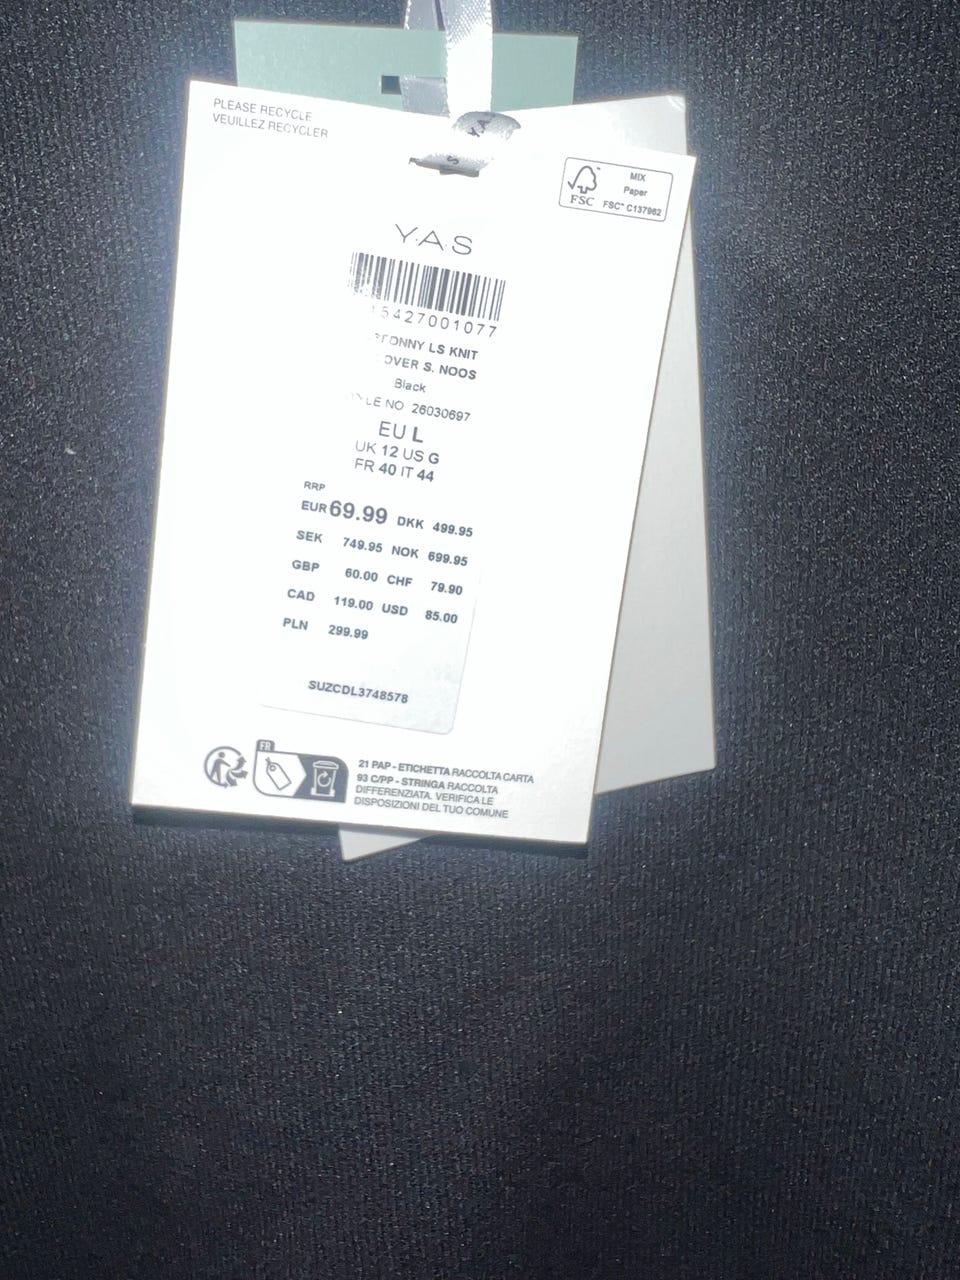 PLEASE RECYCLE
VEUILLEZ RECYCLER
MIX
Paper
FSC
FSC® C137962
Y.A.S
15427001077
LS KNIT
S. NOOS
Black
NO 26030697
EU L
UK 12 US G
FR 40 IT 44
RRP
EUR 69.99 DKK 499.95
SEK 749.95 NOK 699.95
GBP 60.00 CHF 79.90
CAD 119.00 USD 85.00
PLN 299.99
SUZCDL3748578
FR
21 PAP - ETICHETTA RACCOLTA CARTA
93 C/PP - STRINGA RACCOLTA
DIFFERENZIATA. VERIFICA LE
DISPOSIZIONI DEL TUO COMUNE